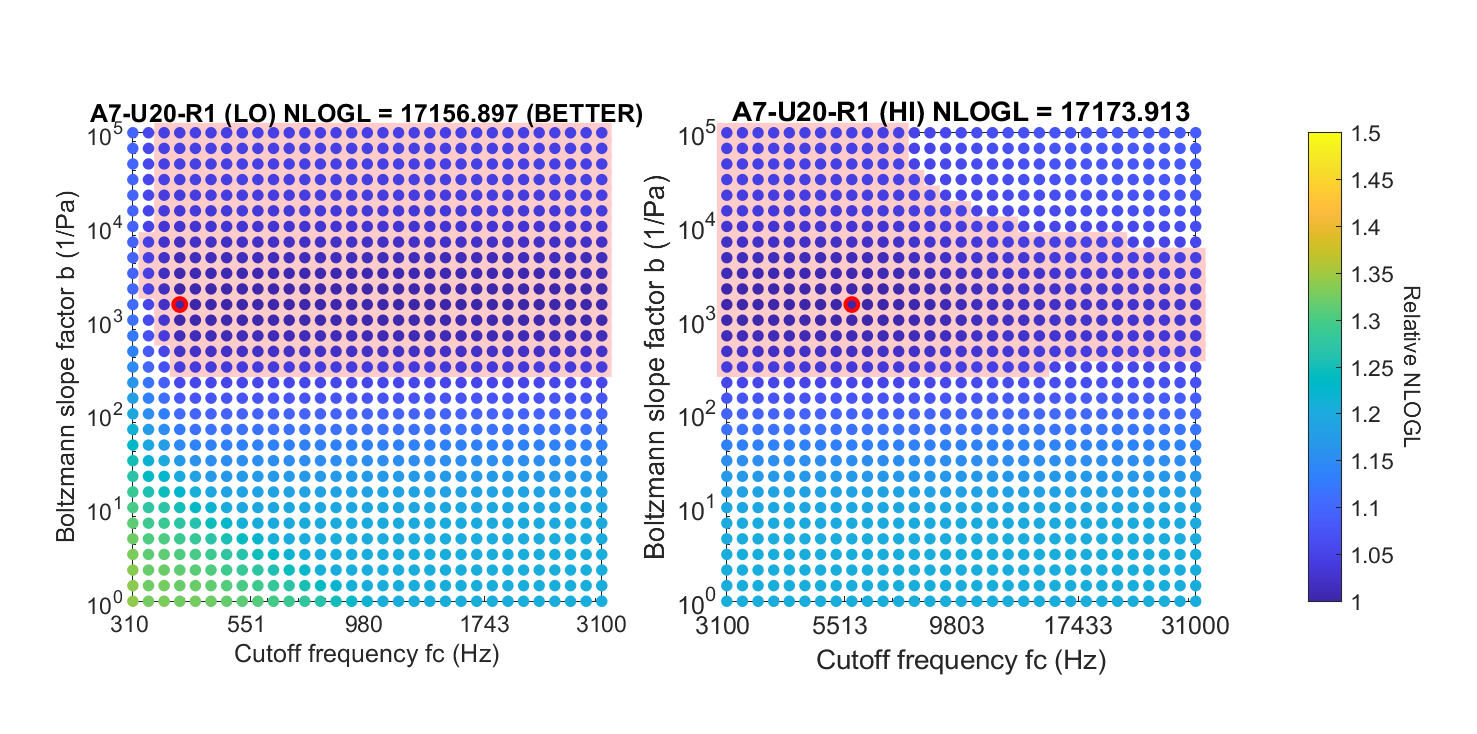 A7-U20-R1 (LO) NLOGL = 17156.897 (BETTER)
Boltzmann slope factor b (1/Pa)
10^5
10^4
10^3
10^2
10^1
10^0
310 551 980 1743 3100
Cutoff frequency fc (Hz)
A7-U20-R1 (HI) NLOGL = 17173.913
Boltzmann slope factor b (1/Pa)
10^5
10^4
10^3
10^2
10^1
10^0
3100 5513 9803 17433 31000
Cutoff frequency fc (Hz)
1.5
1.45
1.4
1.35
1.3
1.25
1.2
1.15
1.1
1.05
1
Relative NLOGL